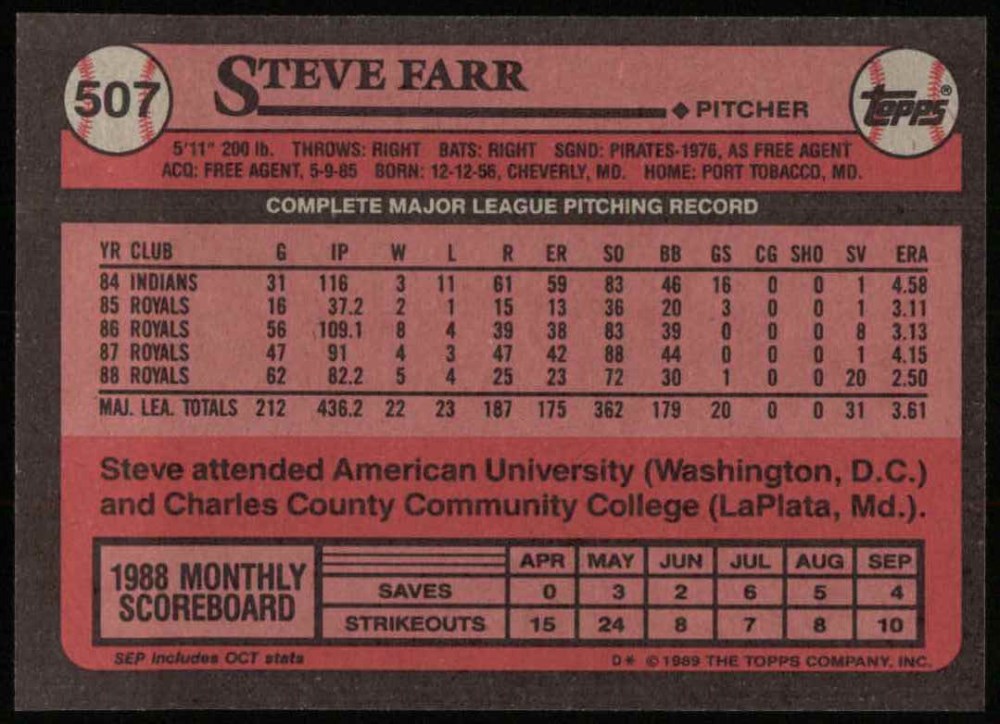 507
STEVE FARR
PITCHER
TOPPS®
5'11" 200 lb. THROWS: RIGHT BATS: RIGHT SGND: PIRATES-1976, AS FREE AGENT
ACQ: FREE AGENT, 5-9-85 BORN: 12-12-56, CHEVERLY, MD. HOME: PORT TOBACCO, MD.
COMPLETE MAJOR LEAGUE PITCHING RECORD
YR CLUB G IP W L R ER SO BB GS CG SHO SV ERA
84 INDIANS 31 116 3 11 61 59 83 46 16 0 0 1 4.58
85 ROYALS 16 37.2 2 1 15 13 36 20 3 0 0 1 3.11
86 ROYALS 56 109.1 8 4 39 38 83 39 0 0 0 8 3.13
87 ROYALS 47 91 4 3 47 42 88 44 0 0 0 1 4.15
88 ROYALS 62 82.2 5 4 25 23 72 30 1 0 0 20 2.50
MAJ. LEA. TOTALS 212 436.2 22 23 187 175 362 179 20 0 0 31 3.61
Steve attended American University (Washington, D.C.)
and Charles County Community College (LaPlata, Md.).
1988 MONTHLY
SCOREBOARD
APR MAY JUN JUL AUG SEP
SAVES 0 3 2 6 5 4
STRIKEOUTS 15 24 8 7 8 10
SEP includes OCT stats
D* © 1989 THE TOPPS COMPANY, INC.